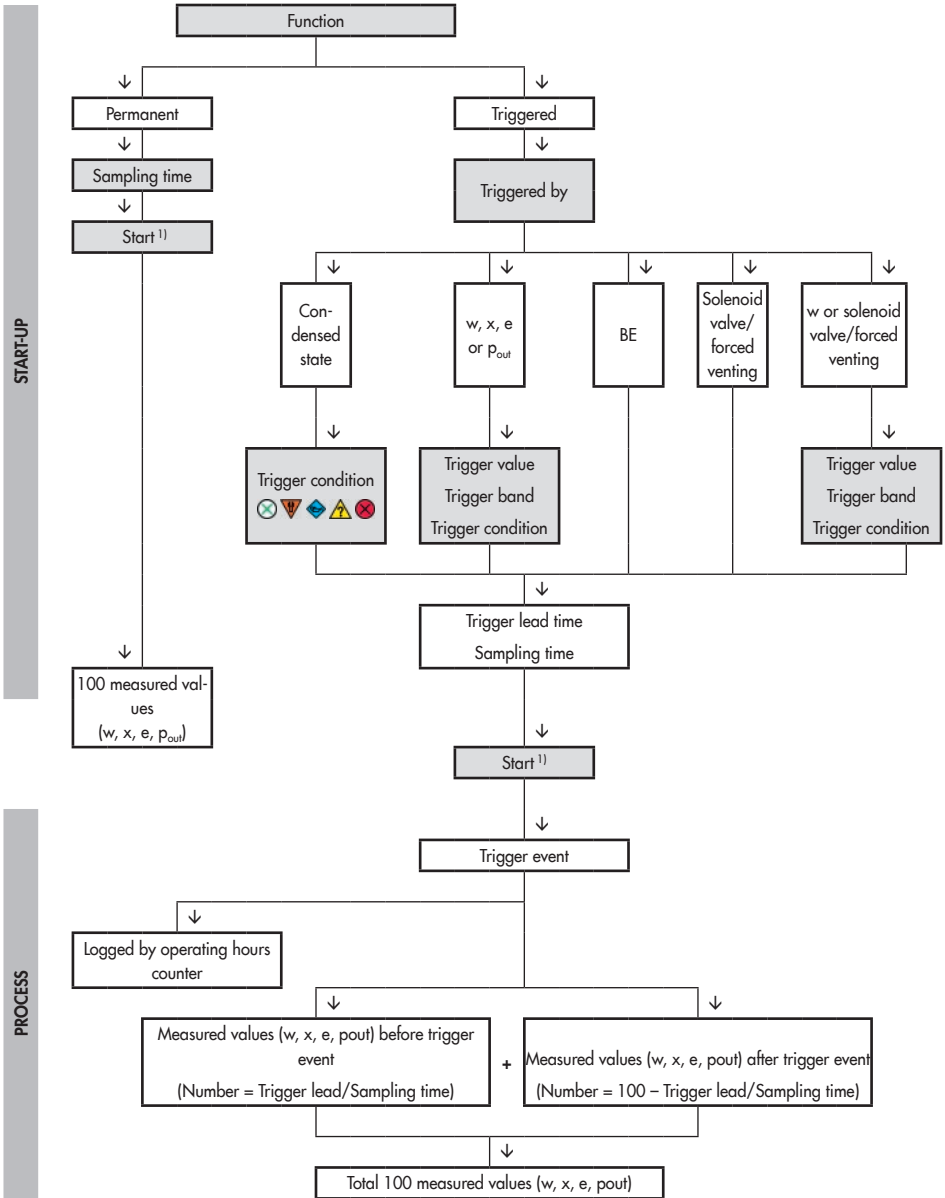 Function
Permanent
Triggered
Sampling time
Triggered by
Start 1)
Con-
densed
state
w, x, e
or pout
BE
Solenoid
valve/
forced
venting
w or solenoid
valve/forced
venting
START-UP
Trigger condition
Trigger value
Trigger band
Trigger condition
Trigger value
Trigger band
Trigger condition
Trigger lead time
Sampling time
100 measured val-
ues
(w, x, e, pout)
Start 1)
Trigger event
PROCESS
Logged by operating hours
counter
Measured values (w, x, e, pout) before trigger
event
(Number = Trigger lead/Sampling time)
+
Measured values (w, x, e, pout) after trigger event
(Number = 100 – Trigger lead/Sampling time)
Total 100 measured values (w, x, e, pout)